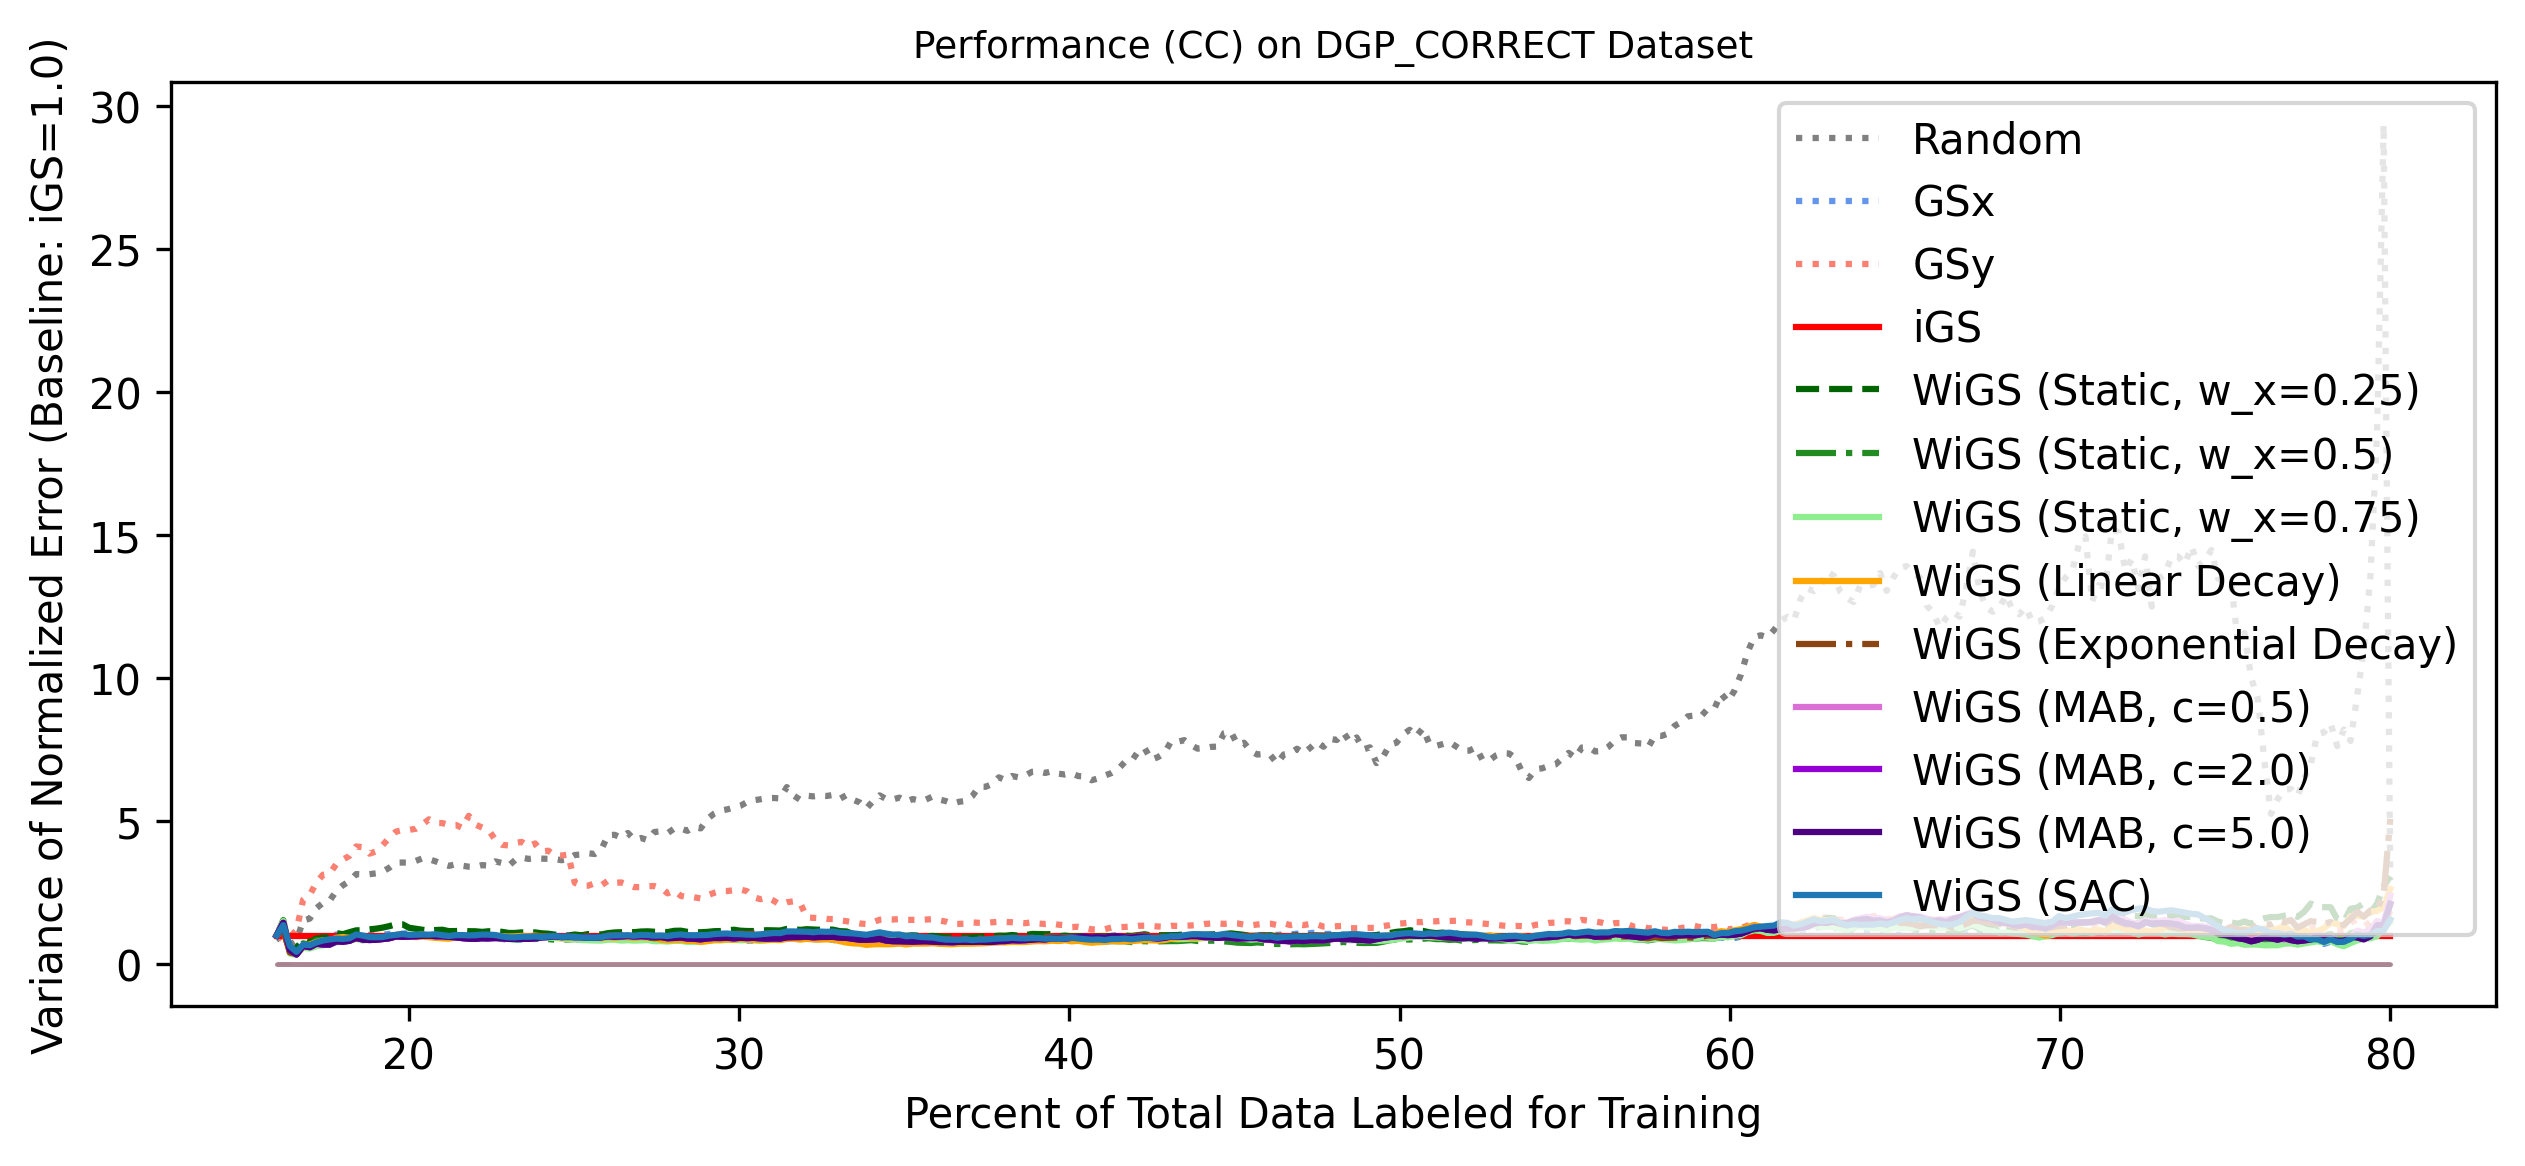 Performance (CC) on DGP_CORRECT Dataset
Variance of Normalized Error (Baseline: iGS=1.0)
30
25
20
15
10
5
0
Random
GSx
GSy
iGS
WiGS (Static, w_x=0.25)
WiGS (Static, w_x=0.5)
WiGS (Static, w_x=0.75)
WiGS (Linear Decay)
WiGS (Exponential Decay)
WiGS (MAB, c=0.5)
WiGS (MAB, c=2.0)
WiGS (MAB, c=5.0)
WiGS (SAC)
20 30 40 50 60 70 80
Percent of Total Data Labeled for Training